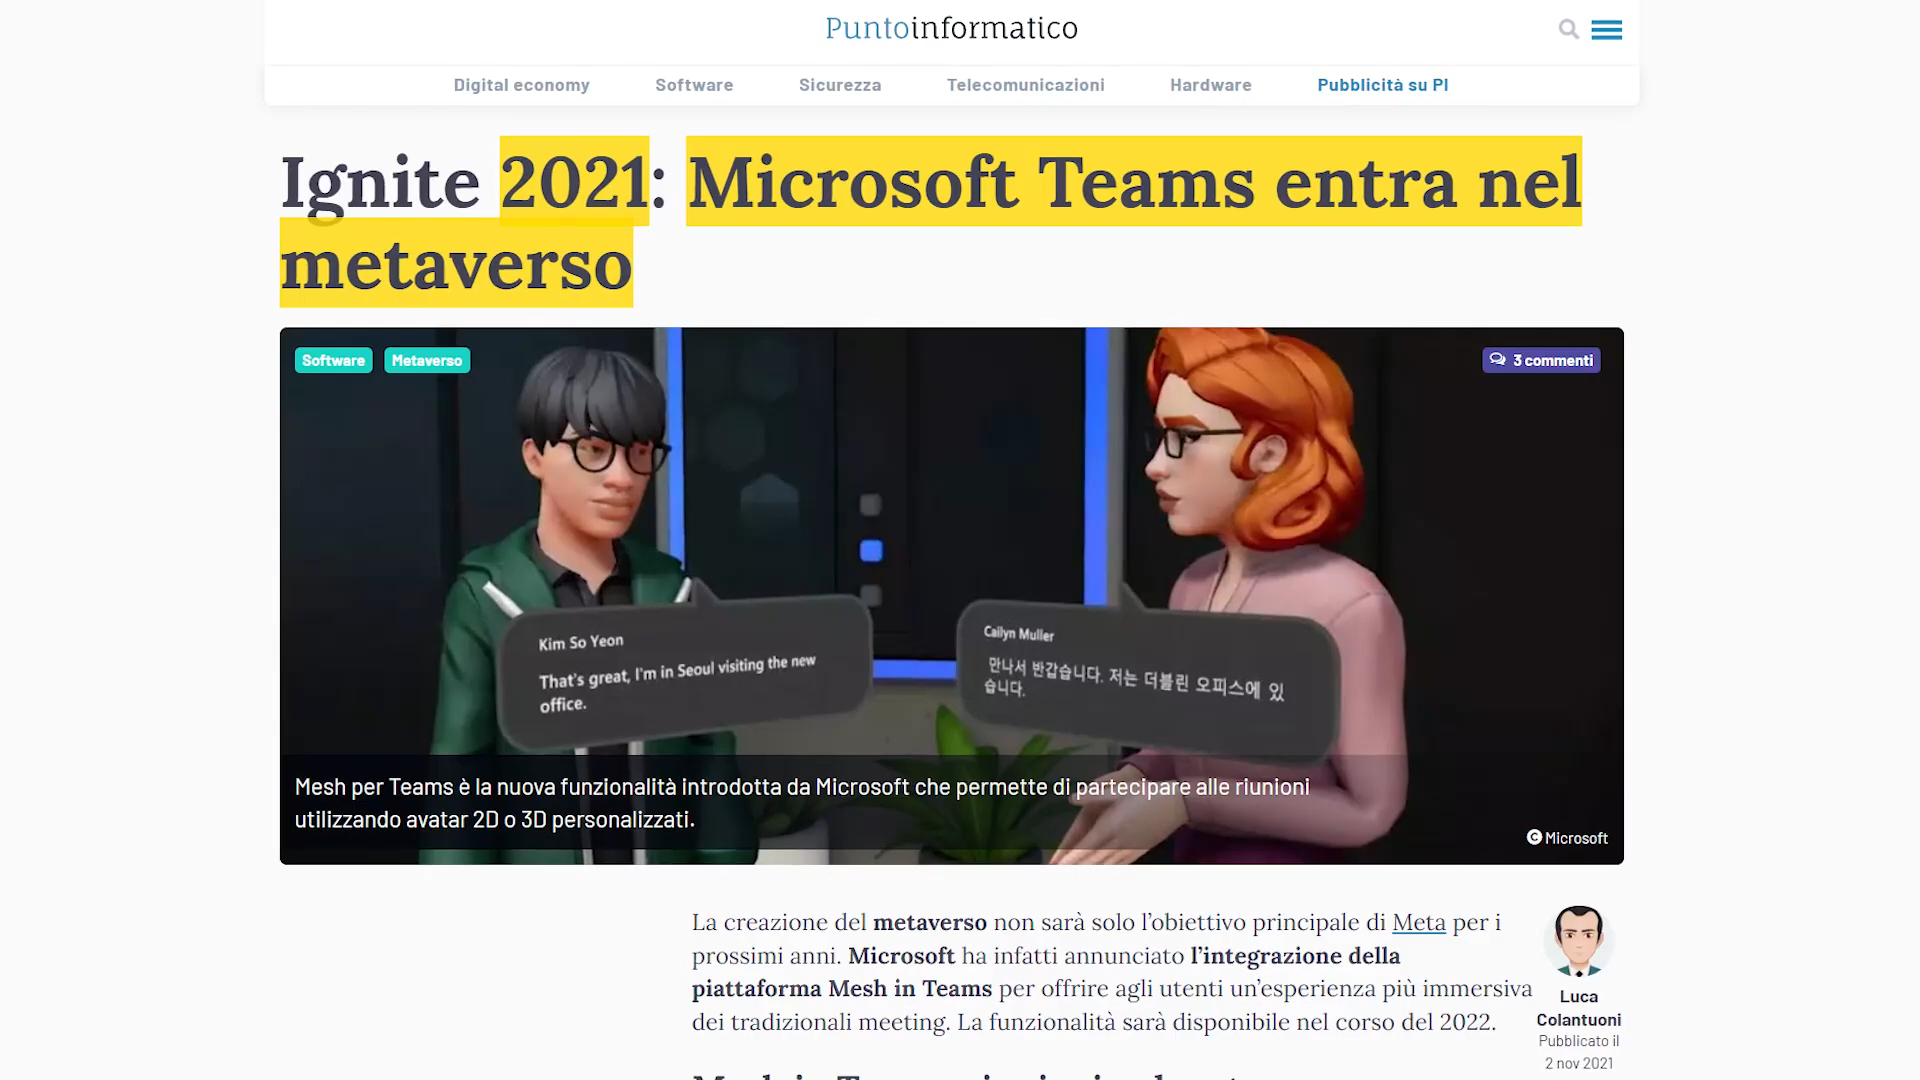 Puntoinformatico
Digital economy
Software
Sicurezza
Telecomunicazioni
Hardware
Pubblicità su PI
Ignite 2021: Microsoft Teams entra nel
metaverso
Software
Metaverso
3 commenti
Kim So Yeon
That's great, I'm in Seoul visiting the new
office.
Cailyn Muller
만나서 반갑습니다. 저는 더블린 오피스에 있
습니다.
Mesh per Teams è la nuova funzionalità introdotta da Microsoft che permette di partecipare alle riunioni
utilizzando avatar 2D o 3D personalizzati.
© Microsoft
La creazione del metaverso non sarà solo l'obiettivo principale di Meta per i
prossimi anni. Microsoft ha infatti annunciato l'integrazione della
piattaforma Mesh in Teams per offrire agli utenti un'esperienza più immersiva
dei tradizionali meeting. La funzionalità sarà disponibile nel corso del 2022.
Luca
Colantuoni
Pubblicato il
2 nov 2021